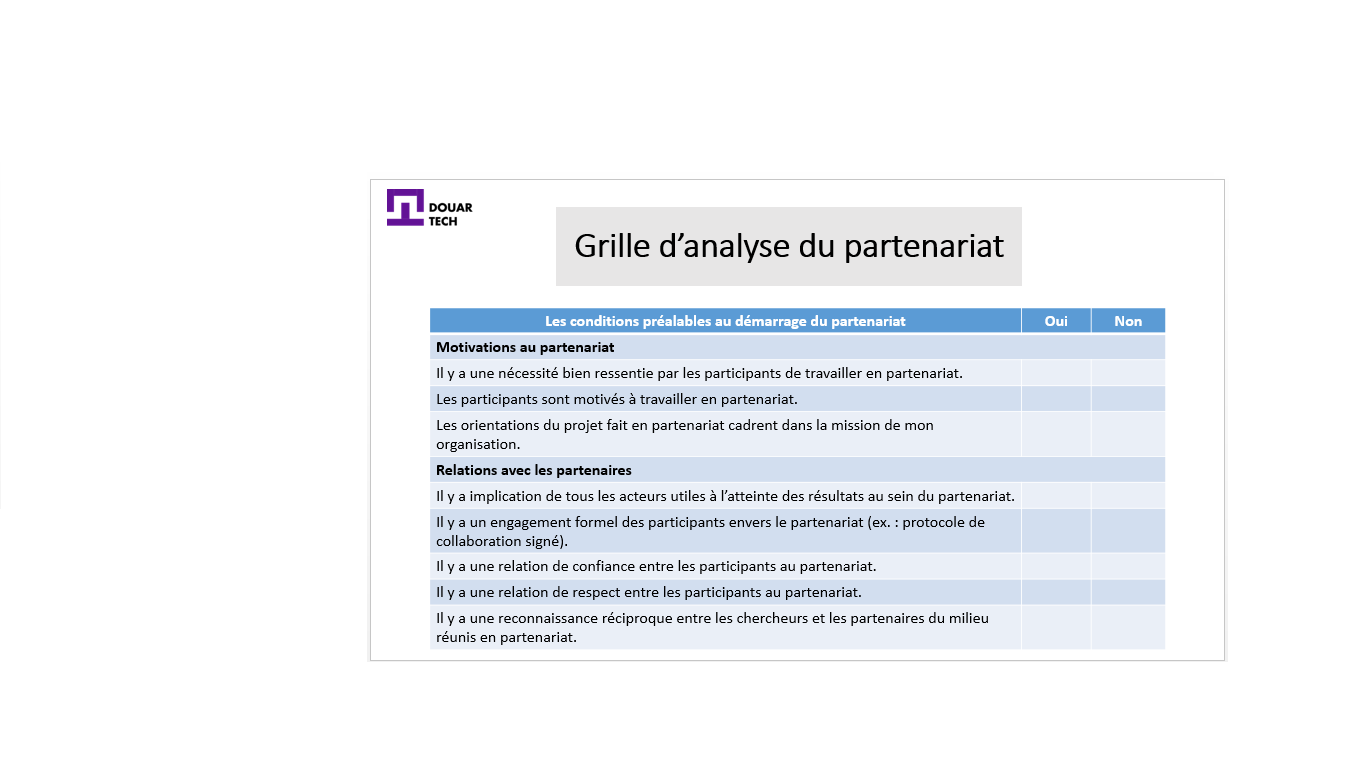 DOUAR
TECH
Grille d’analyse du partenariat
Les conditions préalables au démarrage du partenariat Oui Non
Motivations au partenariat
Il y a une nécessité bien ressentie par les participants de travailler en partenariat.
Les participants sont motivés à travailler en partenariat.
Les orientations du projet fait en partenariat cadrent dans la mission de mon
organisation.
Relations avec les partenaires
Il y a implication de tous les acteurs utiles à l’atteinte des résultats au sein du partenariat.
Il y a un engagement formel des participants envers le partenariat (ex. : protocole de
collaboration signé).
Il y a une relation de confiance entre les participants au partenariat.
Il y a une relation de respect entre les participants au partenariat.
Il y a une reconnaissance réciproque entre les chercheurs et les partenaires du milieu
réunis en partenariat.